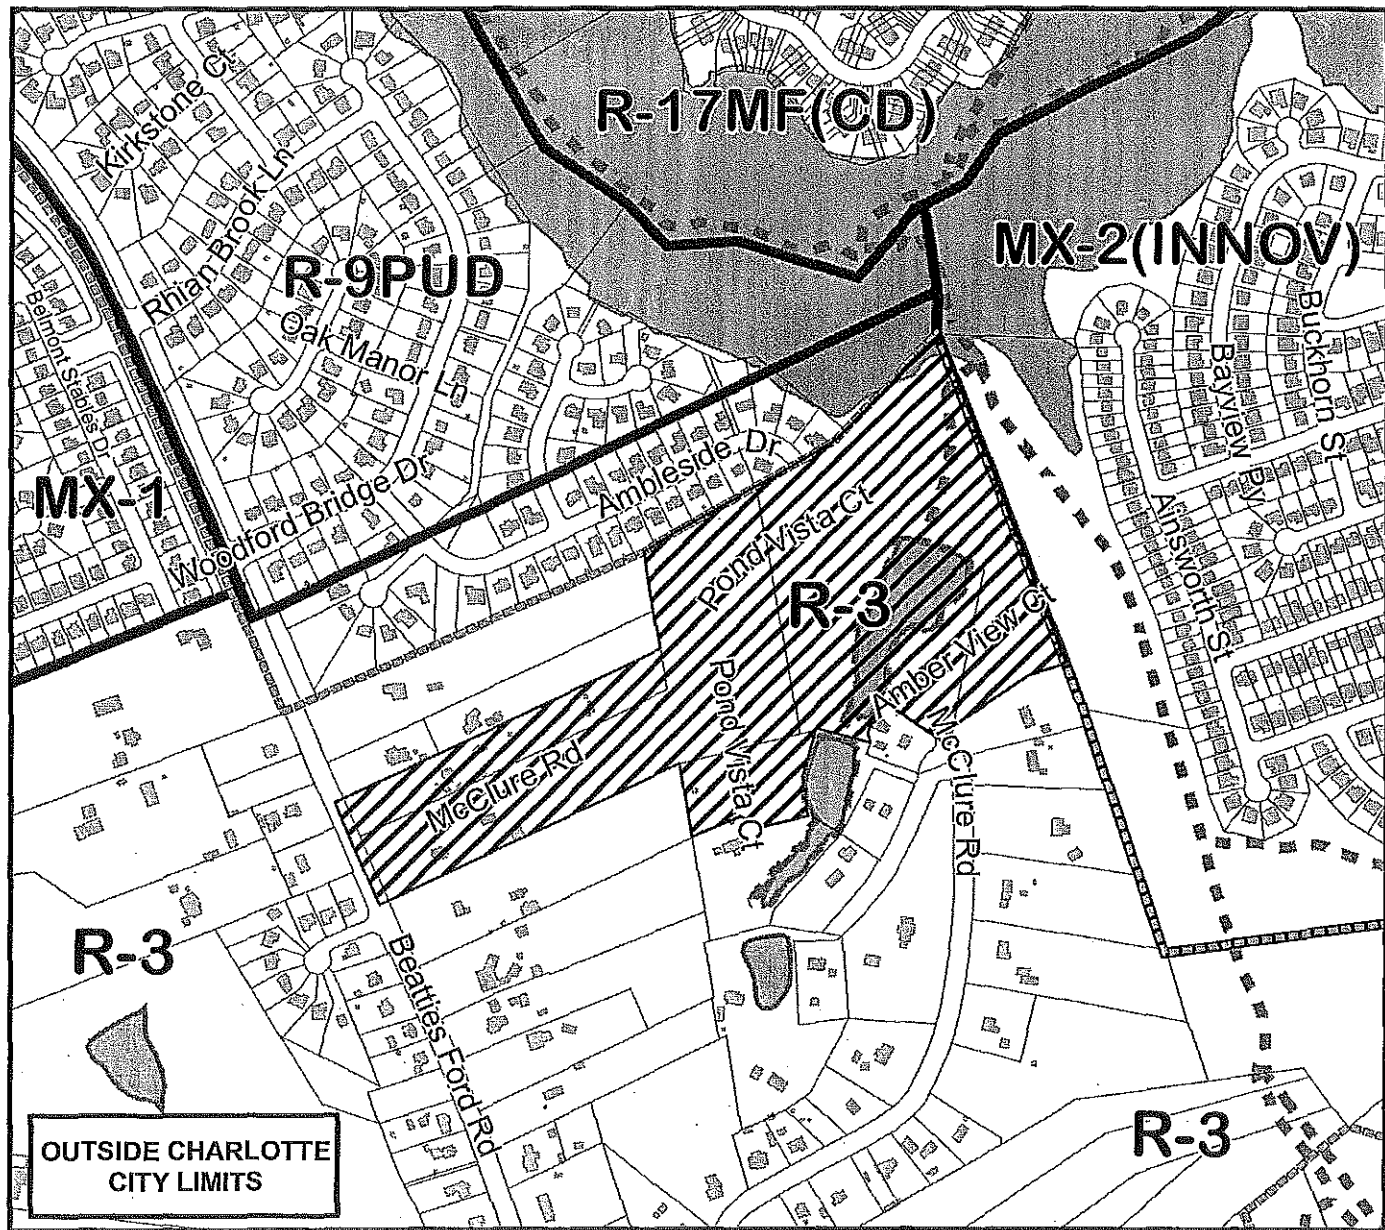 Kirkstone Ct
R-17MF(CD)
Rhian Brook Ln
R-9PUD
MX-2(INNOV)
Belmont Stables Dr
Oak Manor Ln
Bayview Py
Buckhorn St
MX-1
Woodford Bridge Dr
Ambleside Dr
Ainsworth St
Pond Vista Ct
R-3
Amber View Ct
Pond Vista Ct
McClure Rd
McClure Rd
R-3
Beatties Ford Rd
R-3
OUTSIDE CHARLOTTE
CITY LIMITS